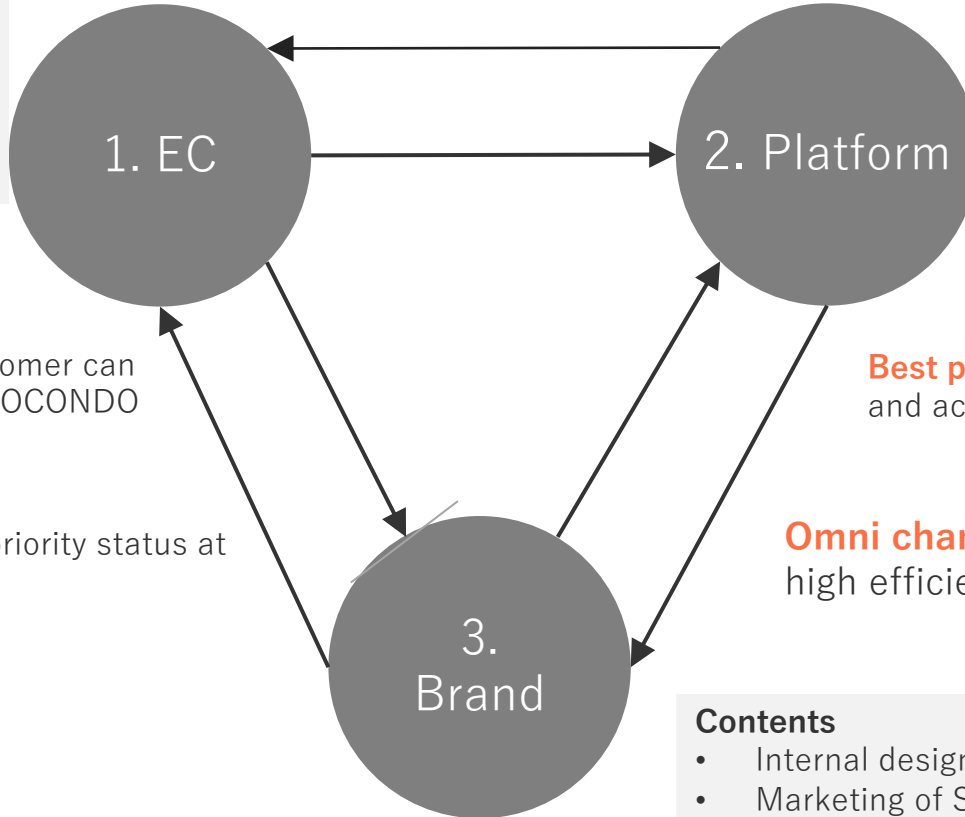 1. EC
2. Platform
omer can
OCONDO
Best p
and ac
riority status at
Omni char
high efficie
3.
Brand
Contents
• Internal design
• Marketing of S